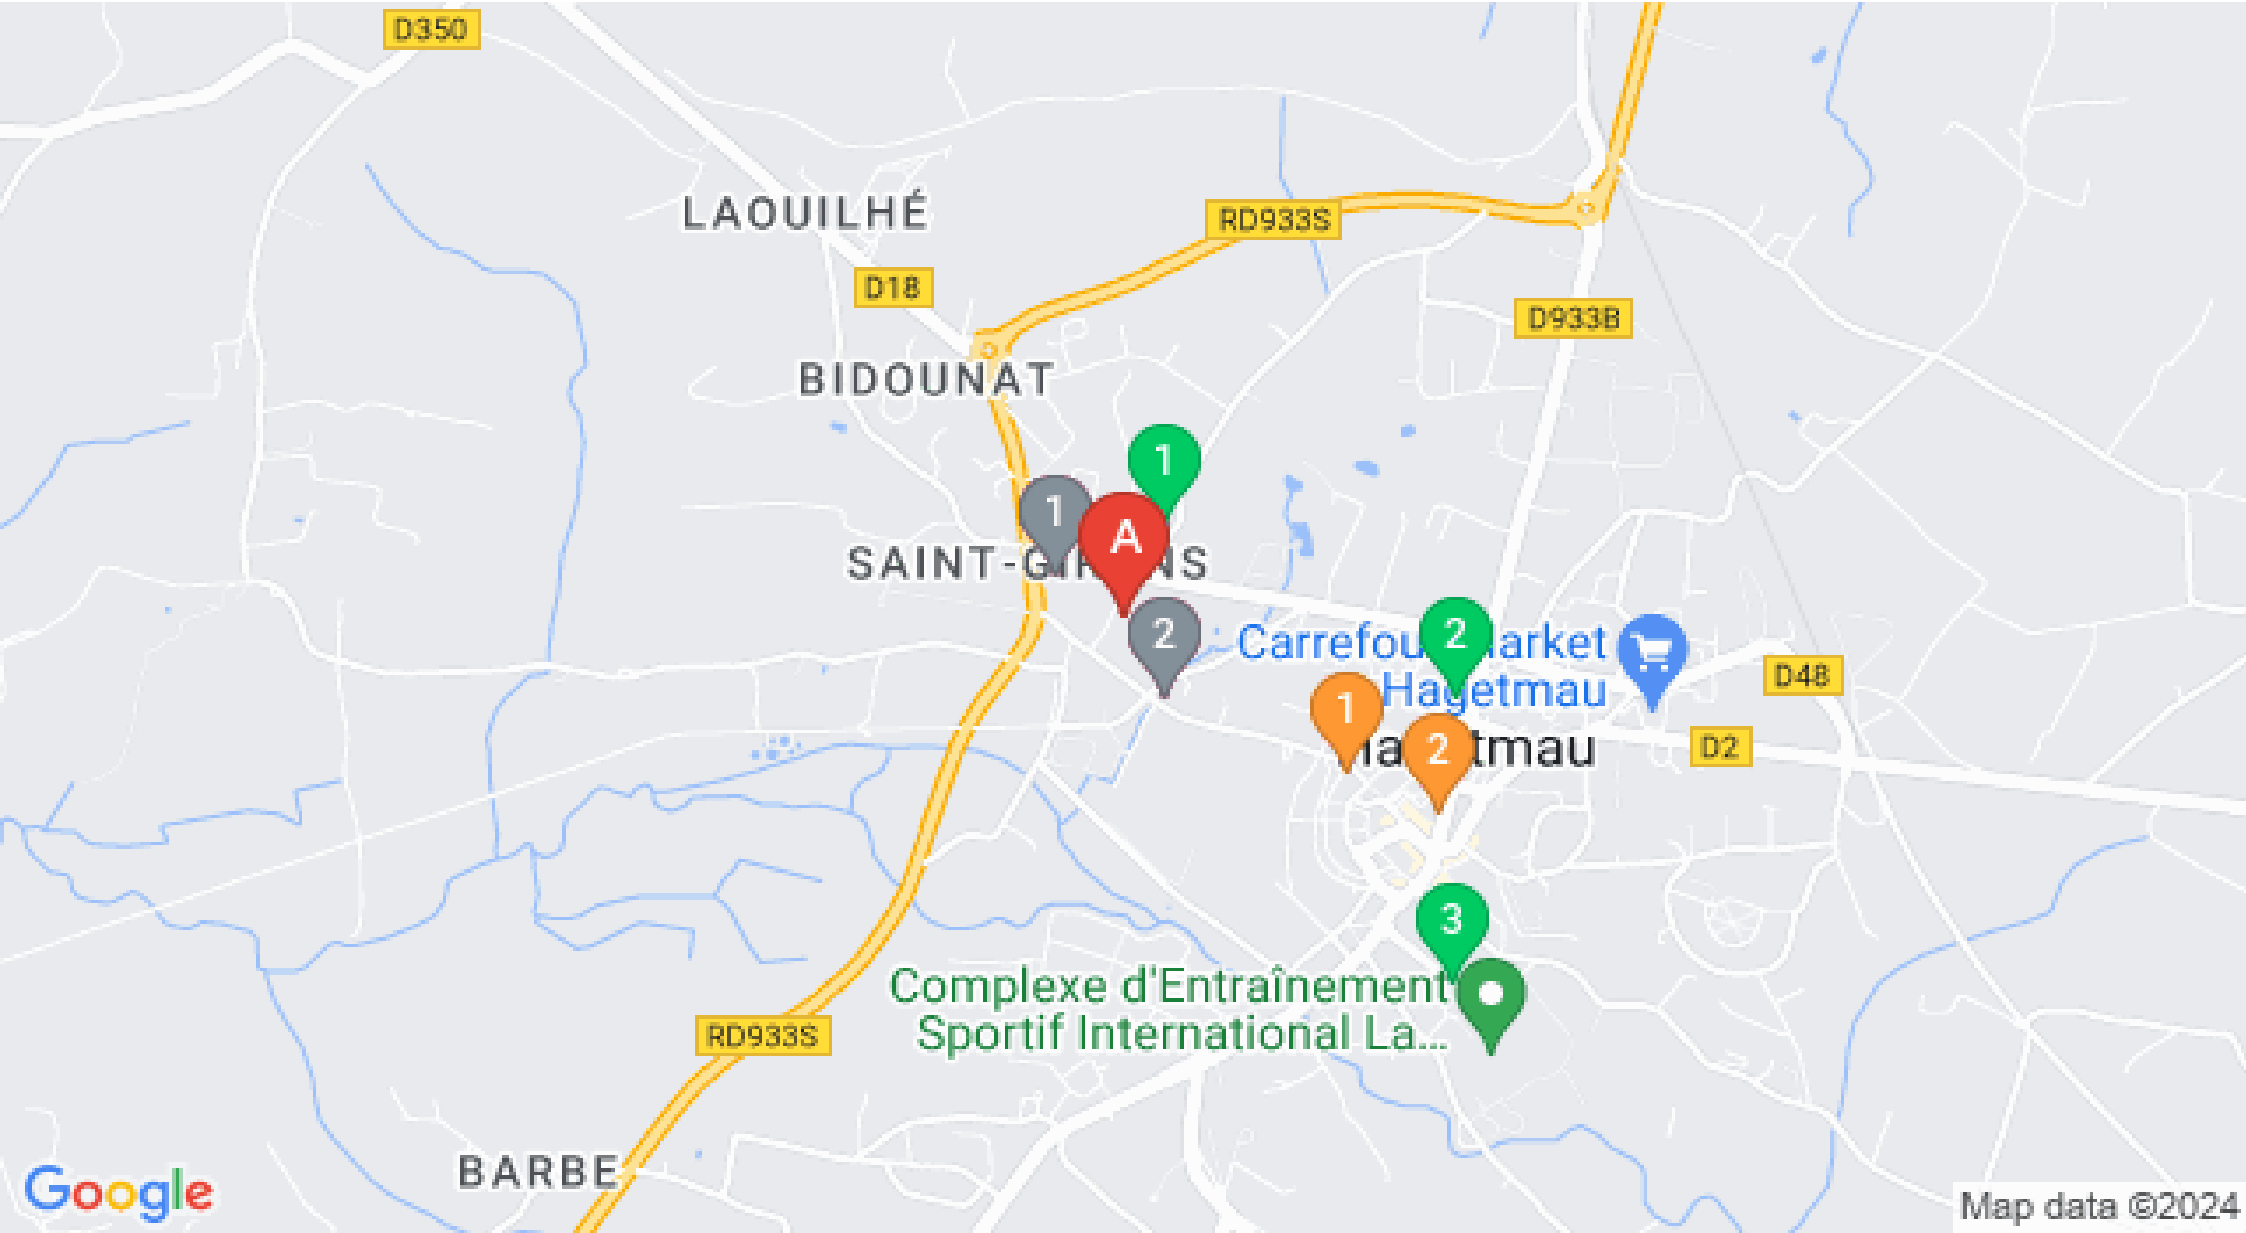 D350
LAOUILHÉ
RD933S
D18
D933B
BIDOUNAT
1
1
A
SAINT-GI NS
2
2
Carrefou arket
Hagetmau
D48
1
2
tmau
D2
3
Complexe d'Entraînement
Sportif International La...
RD933S
BARBE
Google
Map data ©2024